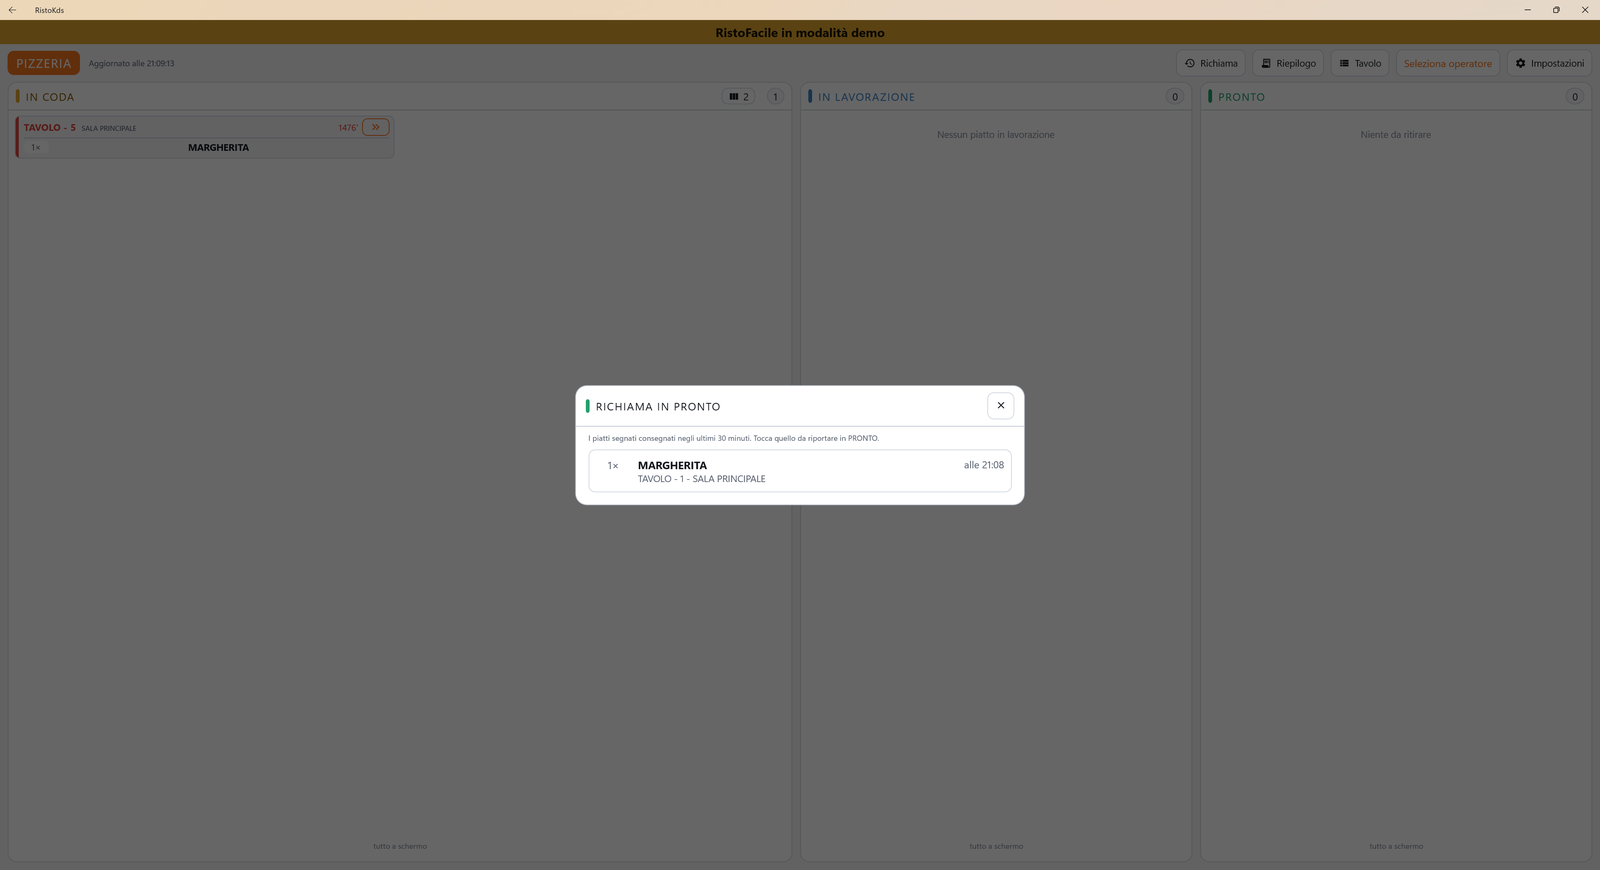 RistoKds
RistoFacile in modalità demo
PIZZERIA Aggiornato alle 21:09:13 Richiama Riepilogo Tavolo Seleziona operatore Impostazioni
IN CODA 2 1
TAVOLO - 5 SALA PRINCIPALE 1476'
1× MARGHERITA
tutto a schermo
IN LAVORAZIONE 0
Nessun piatto in lavorazione
tutto a schermo
PRONTO 0
Niente da ritirare
tutto a schermo
RICHIAMA IN PRONTO
I piatti segnati consegnati negli ultimi 30 minuti. Tocca quello da riportare in PRONTO.
1× MARGHERITA alle 21:08
TAVOLO - 1 - SALA PRINCIPALE